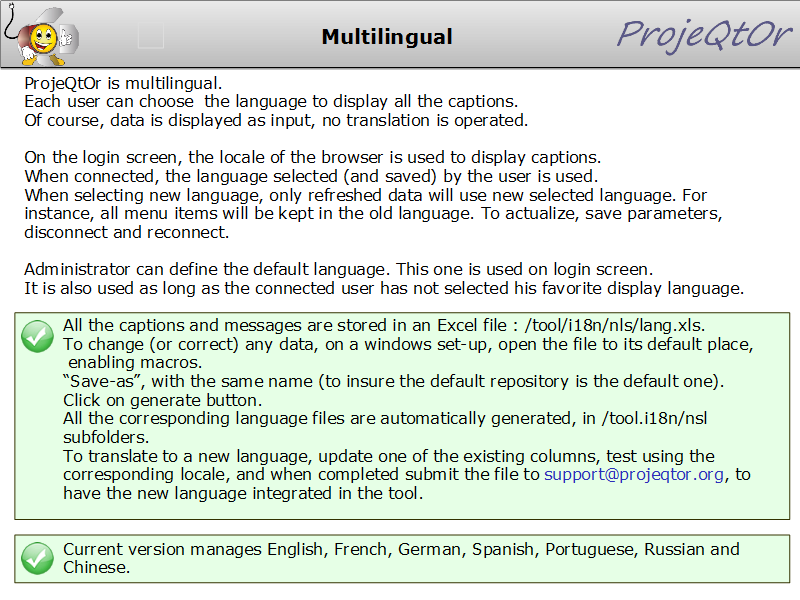 Multilingual
ProjeQtOr
ProjeQtOr is multilingual.
Each user can choose  the language to display all the captions.
Of course, data is displayed as input, no translation is operated.
On the login screen, the locale of the browser is used to display captions.
When connected, the language selected (and saved) by the user is used.
When selecting new language, only refreshed data will use new selected language. For
instance, all menu items will be kept in the old language. To actualize, save parameters,
disconnect and reconnect.
Administrator can define the default language. This one is used on login screen.
It is also used as long as the connected user has not selected his favorite display language.
All the captions and messages are stored in an Excel file : /tool/i18n/nls/lang.xls.
To change (or correct) any data, on a windows set-up, open the file to its default place,
enabling macros.
“Save-as”, with the same name (to insure the default repository is the default one).
Click on generate button.
All the corresponding language files are automatically generated, in /tool.i18n/nsl
subfolders.
To translate to a new language, update one of the existing columns, test using the
corresponding locale, and when completed submit the file to support@projeqtor.org, to
have the new language integrated in the tool.
Current version manages English, French, German, Spanish, Portuguese, Russian and
Chinese.